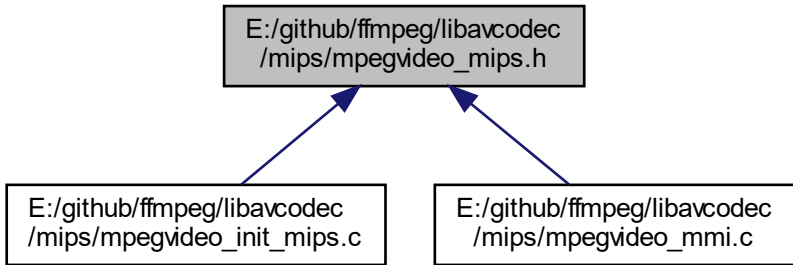 E:/github/ffmpeg/libavcodec
/mips/mpegvideo_mips.h
E:/github/ffmpeg/libavcodec
/mips/mpegvideo_init_mips.c
E:/github/ffmpeg/libavcodec
/mips/mpegvideo_mmi.c